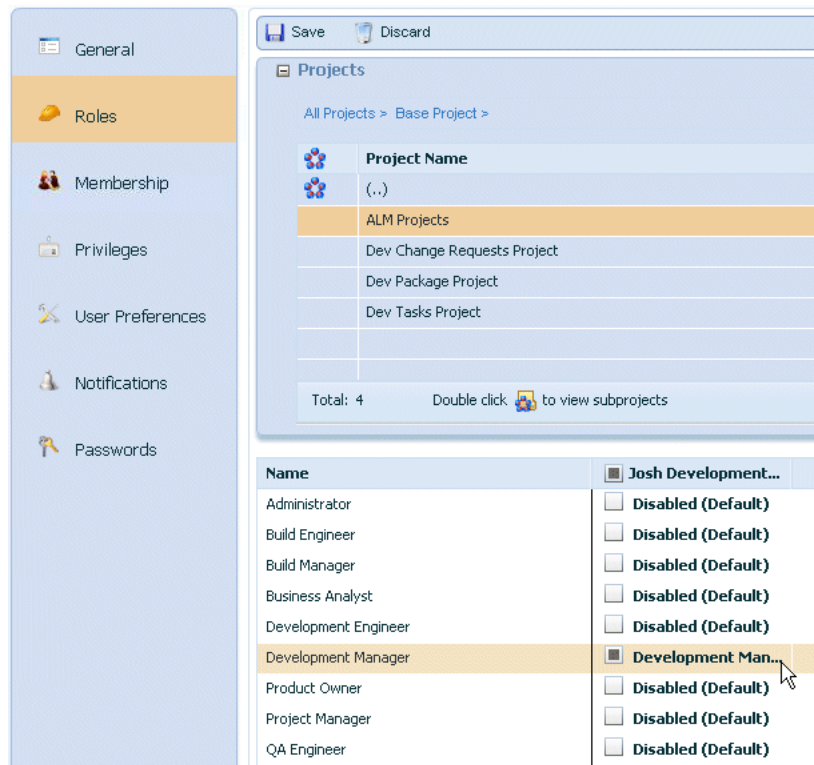 General
Roles
Membership
Privileges
User Preferences
Notifications
Passwords
Save Discard
Projects
All Projects > Base Project >
Project Name
(..)
ALM Projects
Dev Change Requests Project
Dev Package Project
Dev Tasks Project
Total: 4 Double click to view subprojects
Name Josh Development...
Administrator Disabled (Default)
Build Engineer Disabled (Default)
Build Manager Disabled (Default)
Business Analyst Disabled (Default)
Development Engineer Disabled (Default)
Development Manager Development Man...
Product Owner Disabled (Default)
Project Manager Disabled (Default)
QA Engineer Disabled (Default)